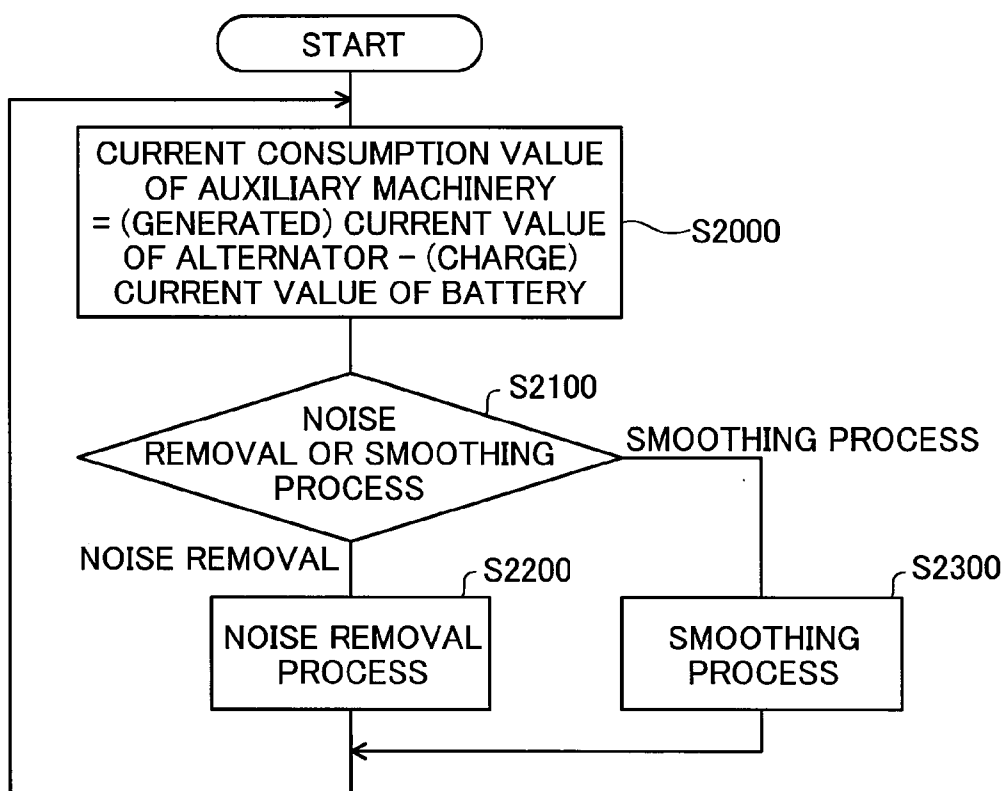 START
CURRENT CONSUMPTION VALUE
OF AUXILIARY MACHINERY
= (GENERATED) CURRENT VALUE
OF ALTERNATOR – (CHARGE)
CURRENT VALUE OF BATTERY
S2000
S2100
NOISE
REMOVAL OR SMOOTHING
PROCESS
SMOOTHING PROCESS
NOISE REMOVAL
S2200
S2300
NOISE REMOVAL
PROCESS
SMOOTHING
PROCESS